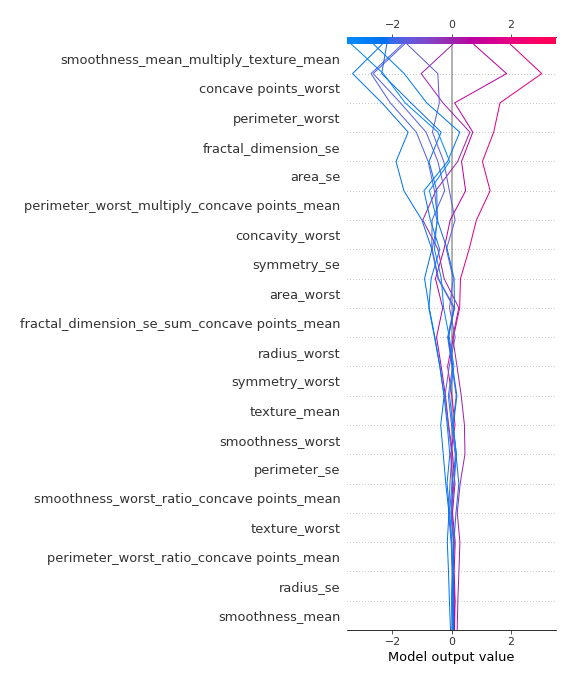 −2 0 2
smoothness_mean_multiply_texture_mean
concave points_worst
perimeter_worst
fractal_dimension_se
area_se
perimeter_worst_multiply_concave points_mean
concavity_worst
symmetry_se
area_worst
fractal_dimension_se_sum_concave points_mean
radius_worst
symmetry_worst
texture_mean
smoothness_worst
perimeter_se
smoothness_worst_ratio_concave points_mean
texture_worst
perimeter_worst_ratio_concave points_mean
radius_se
smoothness_mean
−2 0 2
Model output value